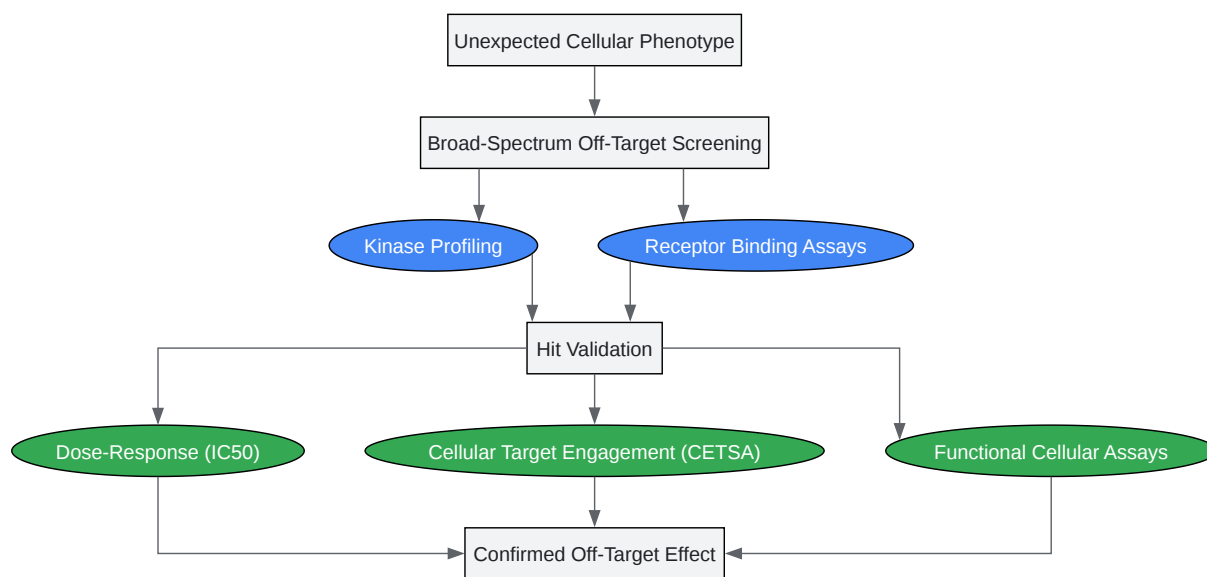 Unexpected Cellular Phenotype
Broad-Spectrum Off-Target Screening
Kinase Profiling
Receptor Binding Assays
Hit Validation
Dose-Response (IC50)
Cellular Target Engagement (CETSA)
Functional Cellular Assays
Confirmed Off-Target Effect